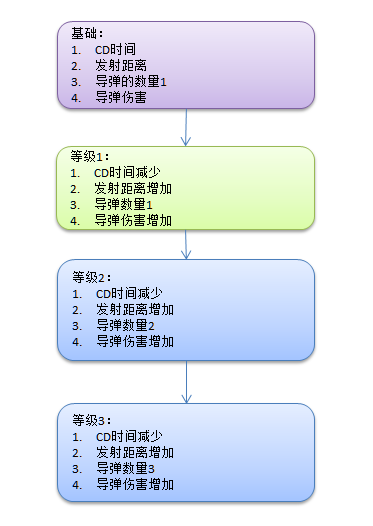 基础：
1. CD时间
2. 发射距离
3. 导弹的数量1
4. 导弹伤害
等级1：
1. CD时间减少
2. 发射距离增加
3. 导弹数量1
4. 导弹伤害增加
等级2：
1. CD时间减少
2. 发射距离增加
3. 导弹数量2
4. 导弹伤害增加
等级3：
1. CD时间减少
2. 发射距离增加
3. 导弹数量3
4. 导弹伤害增加